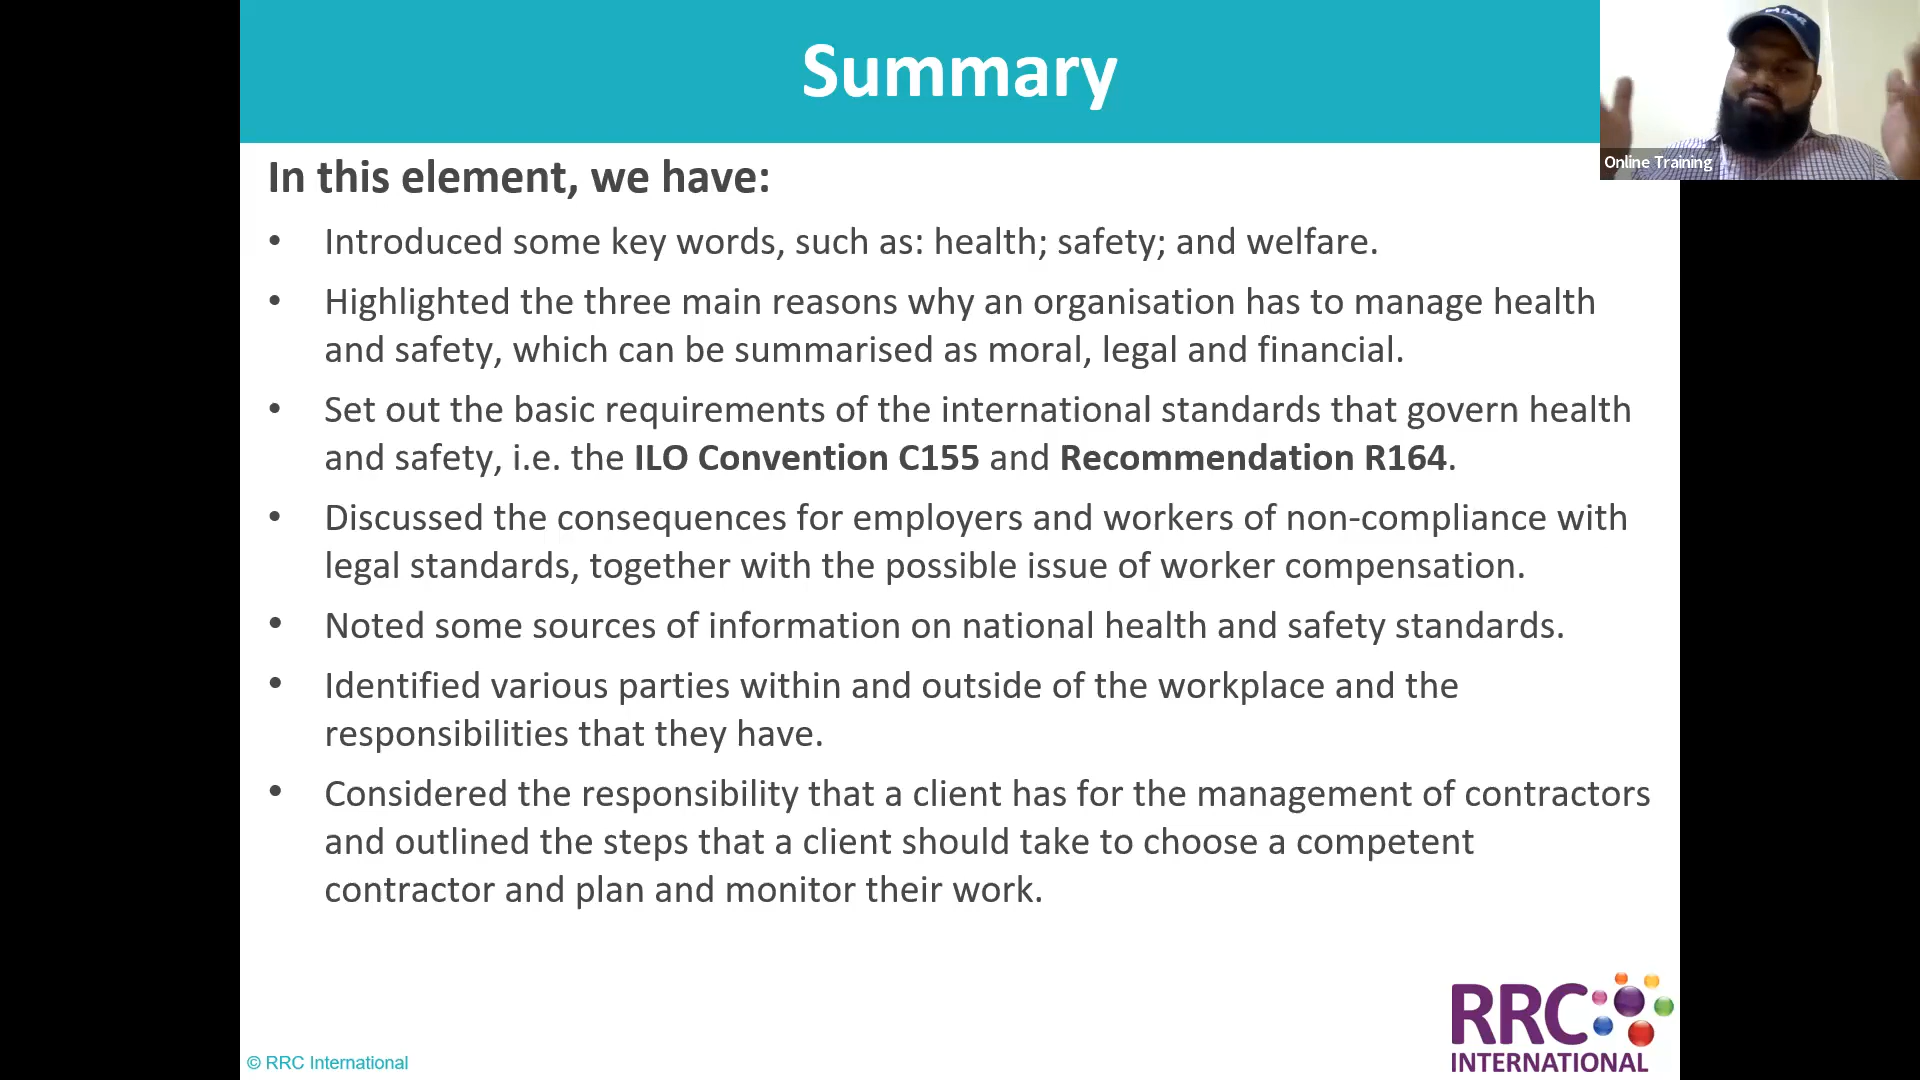 Summary
In this element, we have:
• Introduced some key words, such as: health; safety; and welfare.
• Highlighted the three main reasons why an organisation has to manage health
and safety, which can be summarised as moral, legal and financial.
• Set out the basic requirements of the international standards that govern health
and safety, i.e. the ILO Convention C155 and Recommendation R164.
• Discussed the consequences for employers and workers of non-compliance with
legal standards, together with the possible issue of worker compensation.
• Noted some sources of information on national health and safety standards.
• Identified various parties within and outside of the workplace and the
responsibilities that they have.
• Considered the responsibility that a client has for the management of contractors
and outlined the steps that a client should take to choose a competent
contractor and plan and monitor their work.
Online Training
RRC
INTERNATIONAL
© RRC International